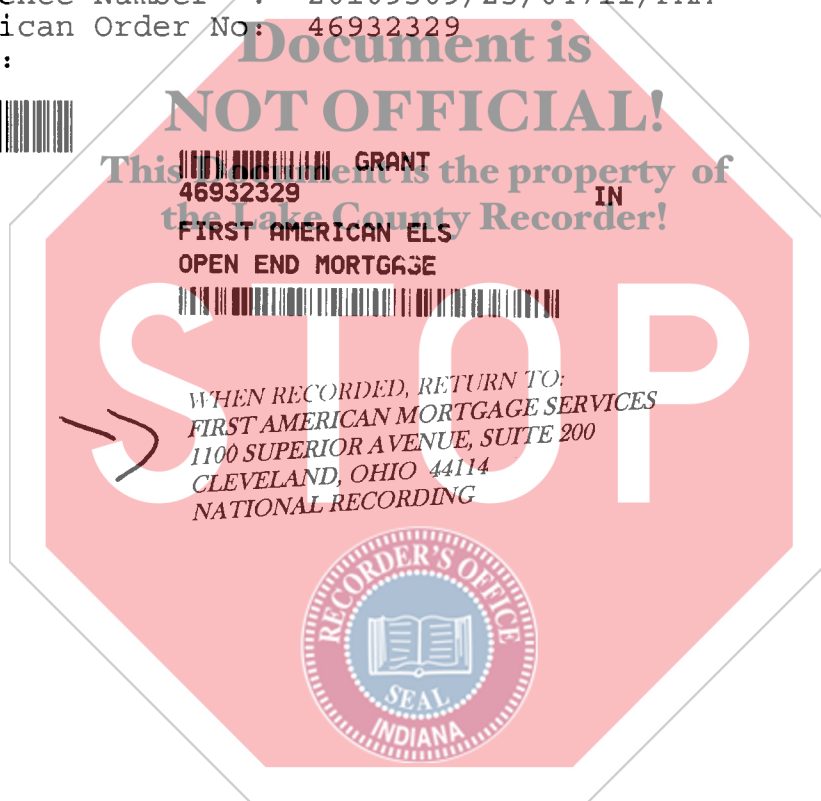 ican Order No: 46932329
:
Document is
NOT OFFICIAL!
This Document is the property of
the Lake County Recorder!
GRANT
46932329 IN
FIRST AMERICAN ELS
OPEN END MORTGAGE
STOP
WHEN RECORDED, RETURN TO:
FIRST AMERICAN MORTGAGE SERVICES
1100 SUPERIOR AVENUE, SUITE 200
CLEVELAND, OHIO 44114
NATIONAL RECORDING
RECORDER'S OFFICE
SEAL
INDIANA